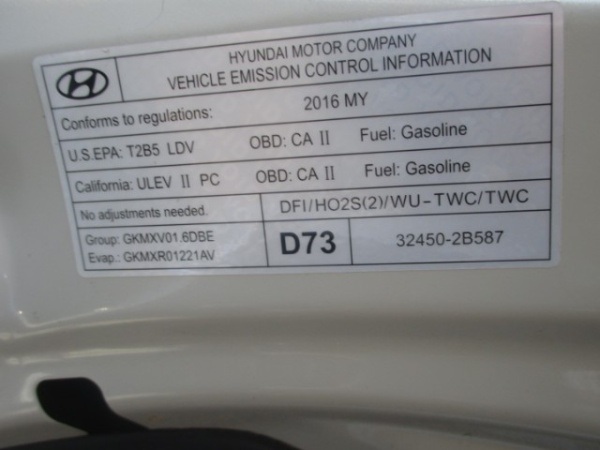 HYUNDAI MOTOR COMPANY
VEHICLE EMISSION CONTROL INFORMATION
Conforms to regulations: 2016 MY
U.S.EPA: T2B5 LDV OBD: CA II Fuel: Gasoline
California: ULEV II PC OBD: CA II Fuel: Gasoline
No adjustments needed. DFI/HO2S(2)/WU-TWC/TWC
Group: GKMXV01.6DBE
Evap.: GKMXR01221AV
D73 32450-2B587